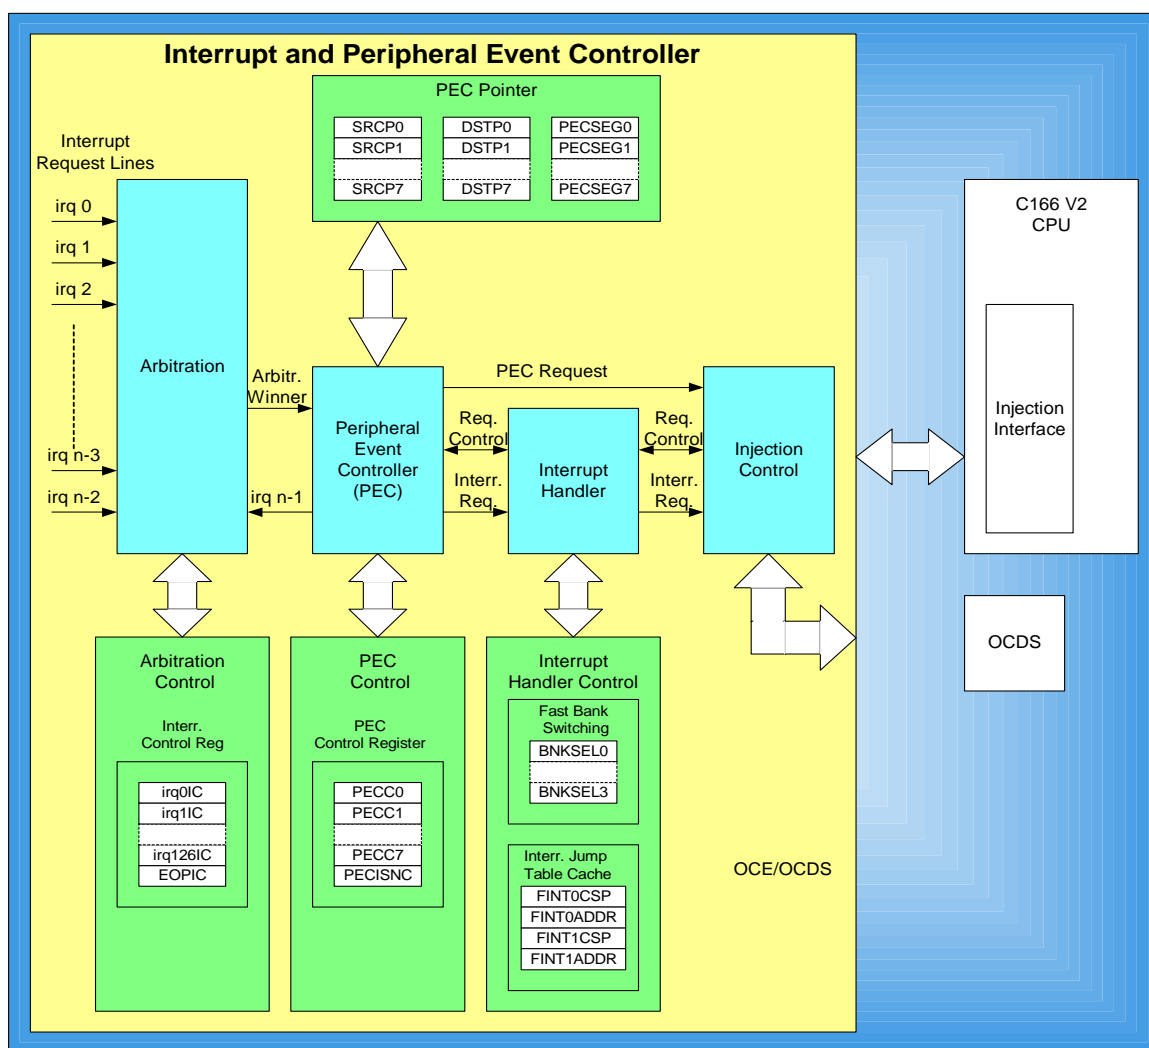 Interrupt and Peripheral Event Controller
PEC Pointer
SRCP0
SRCP1
SRCP7
DSTP0
DSTP1
DSTP7
PECSEG0
PECSEG1
PECSEG7
Interrupt
Request Lines
irq 0
irq 1
irq 2
irq n-3
irq n-2
Arbitration
Arbitr.
Winner
irq n-1
Peripheral
Event
Controller
(PEC)
PEC Request
Req.
Control
Interr.
Req.
Interrupt
Handler
Req.
Control
Interr.
Req.
Injection
Control
C166 V2
CPU
Injection
Interface
OCDS
Arbitration
Control
Interr.
Control Reg
irq0IC
irq1IC
irq126IC
EOPIC
PEC
Control
PEC
Control Register
PECC0
PECC1
PECC7
PECISNC
Interrupt
Handler Control
Fast Bank
Switching
BNKSEL0
BNKSEL3
Interr. Jump
Table Cache
FINT0CSP
FINT0ADDR
FINT1CSP
FINT1ADDR
OCE/OCDS